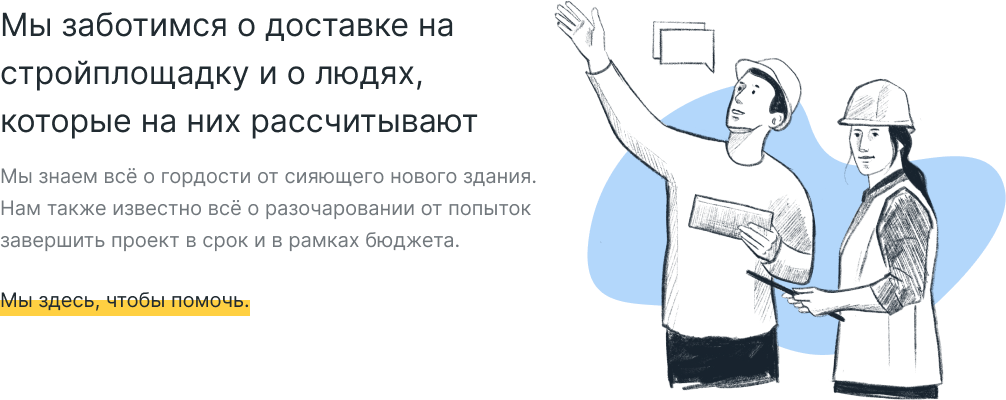 Мы заботимся о доставке на
стройплощадку и о людях,
которые на них рассчитывают
Мы знаем всё о гордости от сияющего нового здания.
Нам также известно всё о разочаровании от попыток
завершить проект в срок и в рамках бюджета.
Мы здесь, чтобы помочь.